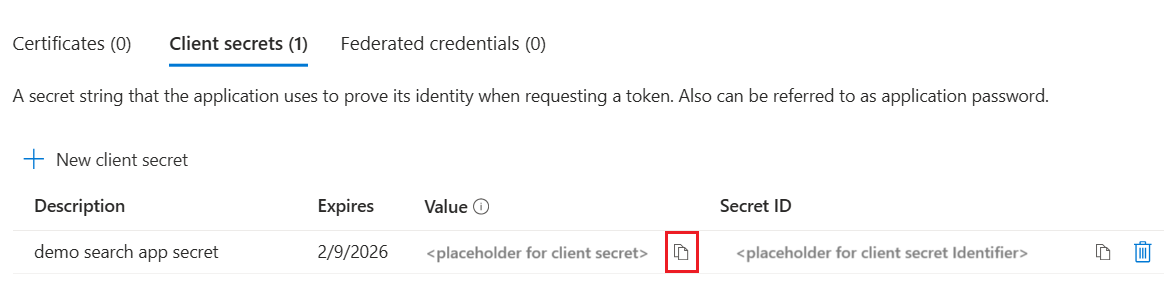 Certificates (0) Client secrets (1) Federated credentials (0)
A secret string that the application uses to prove its identity when requesting a token. Also can be referred to as application password.
New client secret
Description Expires Value Secret ID
demo search app secret 2/9/2026 <placeholder for client secret> <placeholder for client secret Identifier>